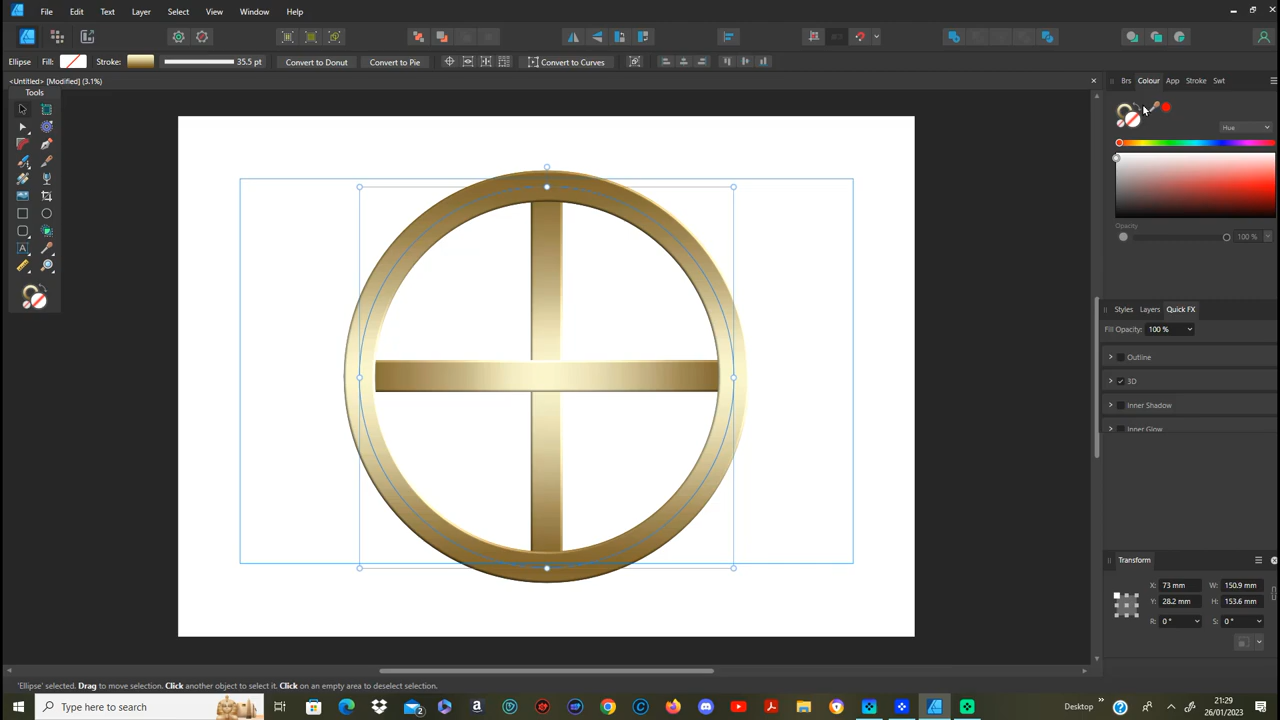 File Edit Text Layer Select View Window Help
Ellipse Fill: Stroke: 35.5 pt Convert to Donut Convert to Pie Convert to Curves
<Untitled> [Modified] (3.1%)
Tools
Brs Colour App Stroke Swt
Hue
Opacity
100 %
Styles Layers Quick FX
Fill Opacity: 100 %
Outline
3D
Inner Shadow
Inner Glow
Transform
X: 73 mm W: 150.9 mm
Y: 28.2 mm H: 153.6 mm
R: 0 ° S: 0 °
'Ellipse' selected. Drag to move selection. Click another object to select it. Click on an empty area to deselect selection.
Type here to search
2
Desktop
21:29
26/01/2023